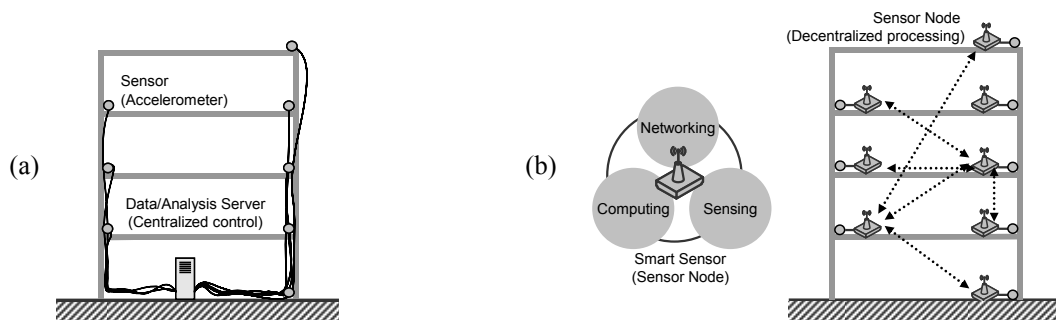 (a)
Sensor
(Accelerometer)
Data/Analysis Server
(Centralized control)
(b)
Networking
Computing
Sensing
Smart Sensor
(Sensor Node)
Sensor Node
(Decentralized processing)